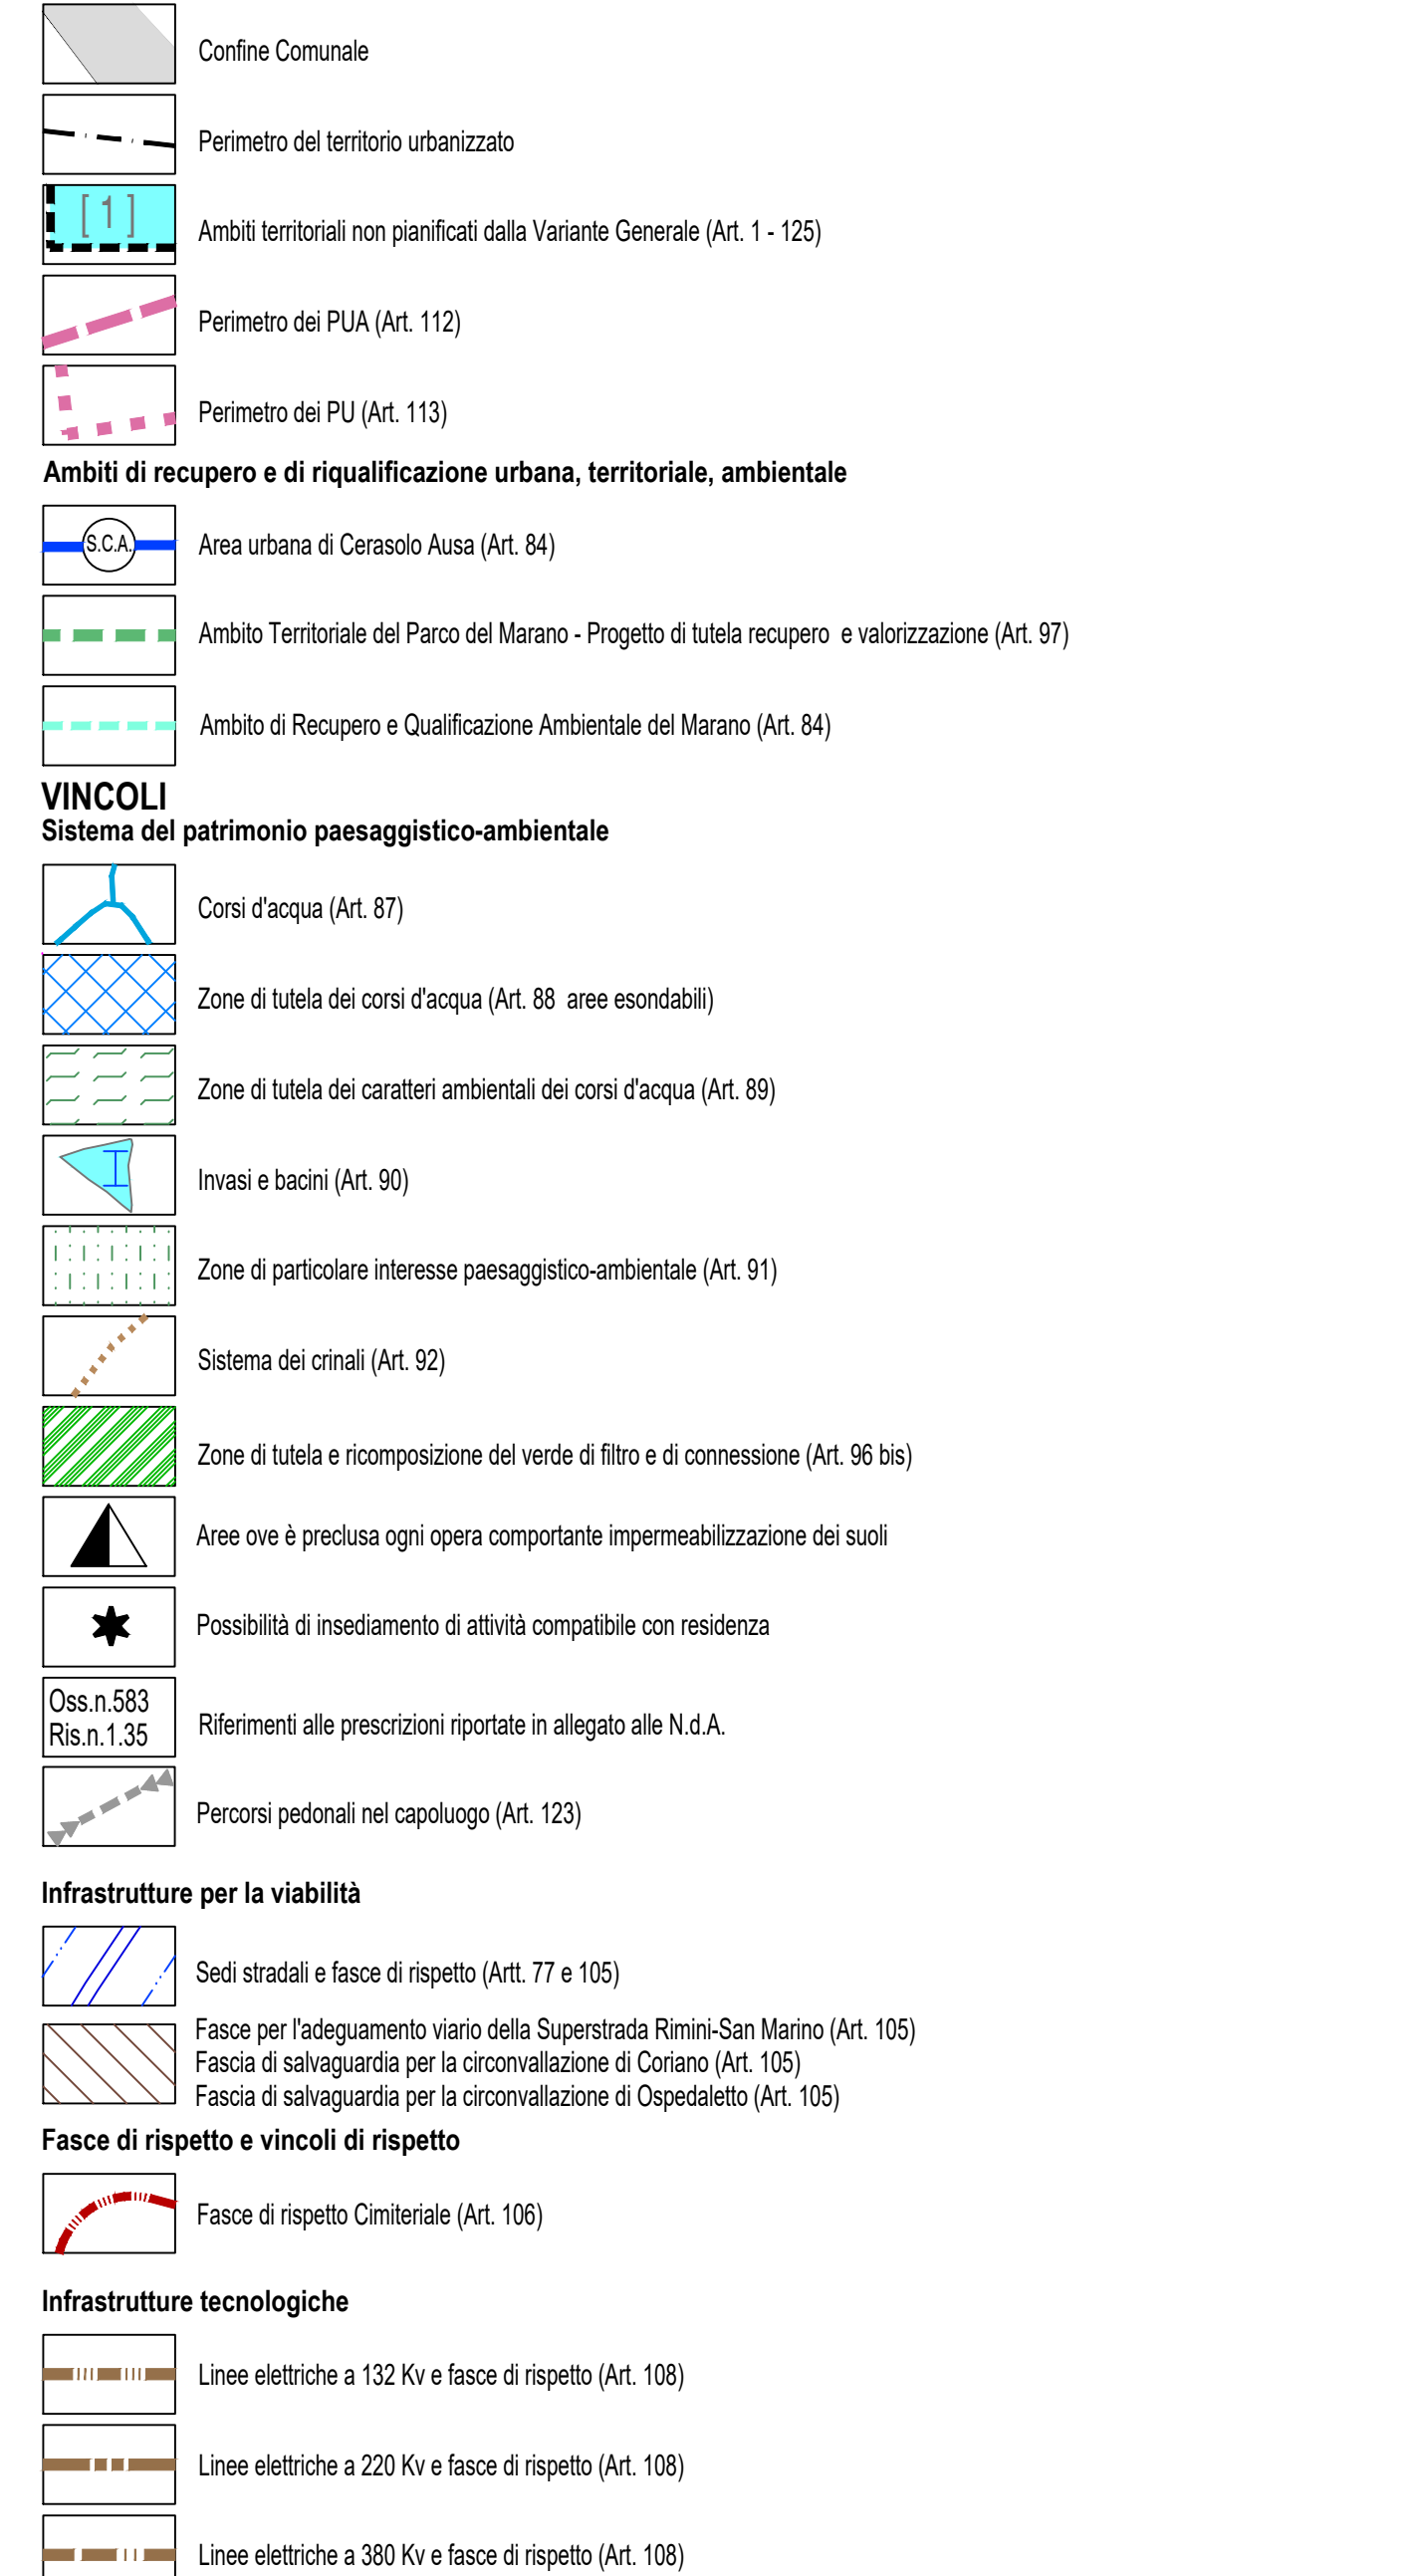 Confine Comunale
Perimetro del territorio urbanizzato
[ 1 ]
Ambiti territoriali non pianificati dalla Variante Generale (Art. 1 - 125)
Perimetro dei PUA (Art. 112)
Perimetro dei PU (Art. 113)
Ambiti di recupero e di riqualificazione urbana, territoriale, ambientale
S.C.A.
Area urbana di Cerasolo Ausa (Art. 84)
Ambito Territoriale del Parco del Marano - Progetto di tutela recupero e valorizzazione (Art. 97)
Ambito di Recupero e Qualificazione Ambientale del Marano (Art. 84)
VINCOLI
Sistema del patrimonio paesaggistico-ambientale
Corsi d'acqua (Art. 87)
Zone di tutela dei corsi d'acqua (Art. 88 aree esondabili)
Zone di tutela dei caratteri ambientali dei corsi d'acqua (Art. 89)
I
Invasi e bacini (Art. 90)
Zone di particolare interesse paesaggistico-ambientale (Art. 91)
Sistema dei crinali (Art. 92)
Zone di tutela e ricomposizione del verde di filtro e di connessione (Art. 96 bis)
Aree ove è preclusa ogni opera comportante impermeabilizzazione dei suoli
Possibilità di insediamento di attività compatibile con residenza
Oss.n.583
Ris.n.1.35
Riferimenti alle prescrizioni riportate in allegato alle N.d.A.
Percorsi pedonali nel capoluogo (Art. 123)
Infrastrutture per la viabilità
Sedi stradali e fasce di rispetto (Artt. 77 e 105)
Fasce per l'adeguamento viario della Superstrada Rimini-San Marino (Art. 105)
Fascia di salvaguardia per la circonvallazione di Coriano (Art. 105)
Fascia di salvaguardia per la circonvallazione di Ospedaletto (Art. 105)
Fasce di rispetto e vincoli di rispetto
Fasce di rispetto Cimiteriale (Art. 106)
Infrastrutture tecnologiche
Linee elettriche a 132 Kv e fasce di rispetto (Art. 108)
Linee elettriche a 220 Kv e fasce di rispetto (Art. 108)
Linee elettriche a 380 Kv e fasce di rispetto (Art. 108)